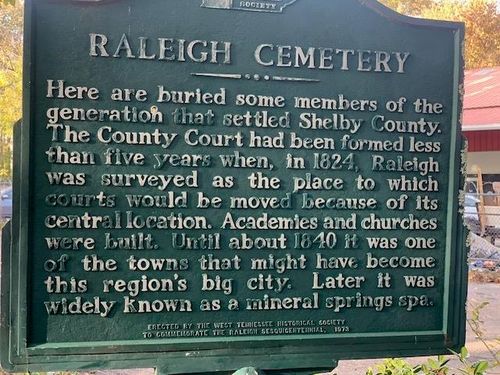 SOCIETY
RALEIGH CEMETERY
Here are buried some members of the
generation that settled Shelby County.
The County Court had been formed less
than five years when, in 1824, Raleigh
was surveyed as the place to which
courts would be moved because of its
central location. Academies and churches
were built. Until about 1840 it was one
of the towns that might have become
this region's big city. Later it was
widely known as a mineral springs spa.
ERECTED BY THE WEST TENNESSEE HISTORICAL SOCIETY
TO COMMEMORATE THE RALEIGH SESQUICENTENNIAL, 1973